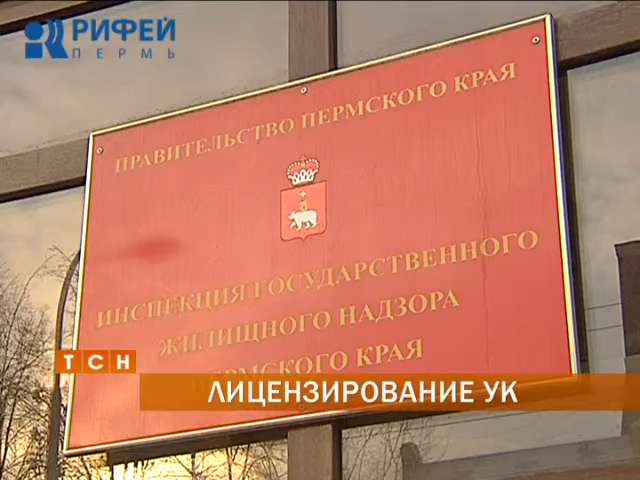 РИФЕЙ
ПЕРМЬ
ПРАВИТЕЛЬСТВО ПЕРМСКОГО КРАЯ
ИНСПЕКЦИЯ ГОСУДАРСТВЕННОГО
ЖИЛИЩНОГО НАДЗОРА
ПЕРМСКОГО КРАЯ
ТСН
ЛИЦЕНЗИРОВАНИЕ УК